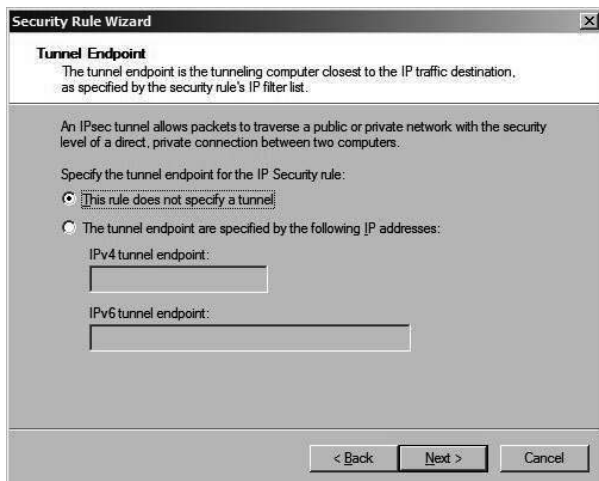 Security Rule Wizard
Tunnel Endpoint
The tunnel endpoint is the tunneling computer closest to the IP traffic destination,
as specified by the security rule's IP filter list.
An IPsec tunnel allows packets to traverse a public or private network with the security
level of a direct, private connection between two computers.
Specify the tunnel endpoint for the IP Security rule:
This rule does not specify a tunnel
The tunnel endpoint are specified by the following IP addresses:
IPv4 tunnel endpoint:
IPv6 tunnel endpoint:
< Back
Next >
Cancel